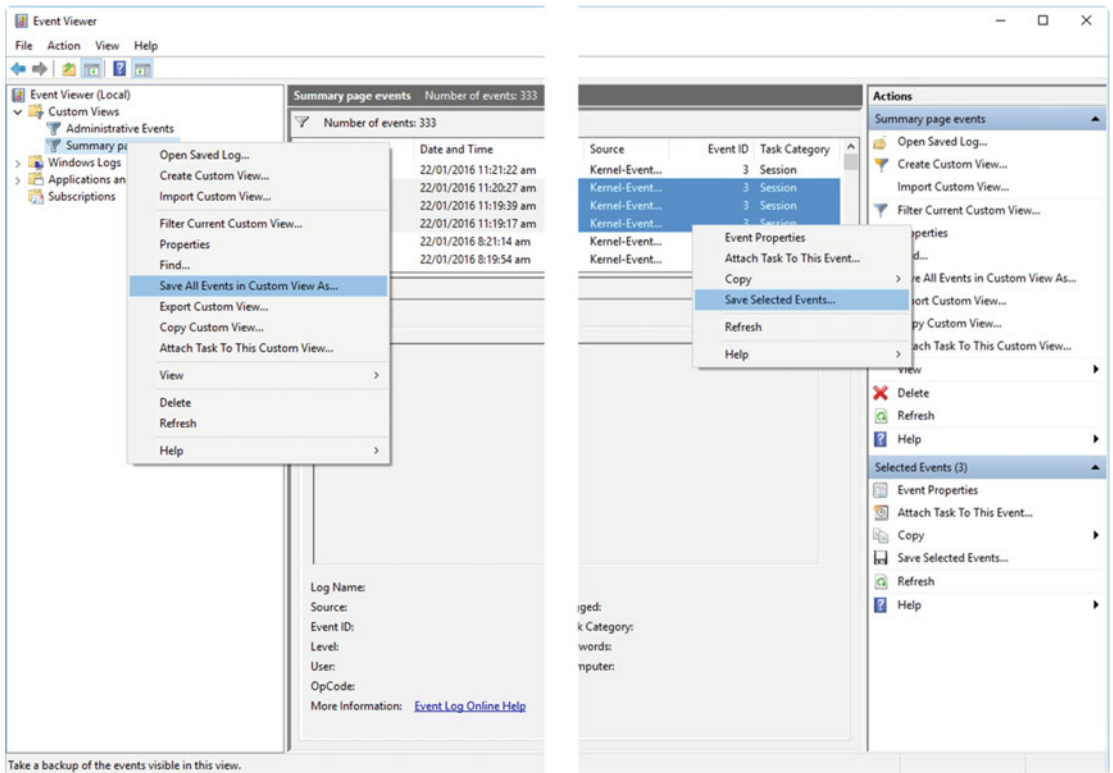 Event Viewer
File Action View Help
Event Viewer (Local)
Custom Views
Administrative Events
Summary pa
Windows Logs
Applications an
Subscriptions
Open Saved Log...
Create Custom View...
Import Custom View...
Filter Current Custom View...
Properties
Find...
Save All Events in Custom View As...
Export Custom View...
Copy Custom View...
Attach Task To This Custom View...
View
Delete
Refresh
Help
Summary page events Number of events: 333
Number of events: 333
Date and Time Source Event ID Task Category
22/01/2016 11:21:22 am Kernel-Event... 3 Session
22/01/2016 11:20:27 am Kernel-Event... 3 Session
22/01/2016 11:19:39 am Kernel-Event... 3 Session
22/01/2016 11:19:17 am Kernel-Event... 3 Session
22/01/2016 8:21:14 am Kernel-Event...
22/01/2016 8:19:54 am Kernel-Event...
Event Properties
Attach Task To This Event...
Copy
Save Selected Events...
Refresh
Help
Log Name:
Source: gged:
Event ID: k Category:
Level: words:
User: mputer:
OpCode:
More Information: Event Log Online Help
Actions
Summary page events
Open Saved Log...
Create Custom View...
Import Custom View...
Filter Current Custom View...
perties
d...
e All Events in Custom View As...
ort Custom View...
py Custom View...
ach Task To This Custom View...
View
Delete
Refresh
Help
Selected Events (3)
Event Properties
Attach Task To This Event...
Copy
Save Selected Events...
Refresh
Help
Take a backup of the events visible in this view.